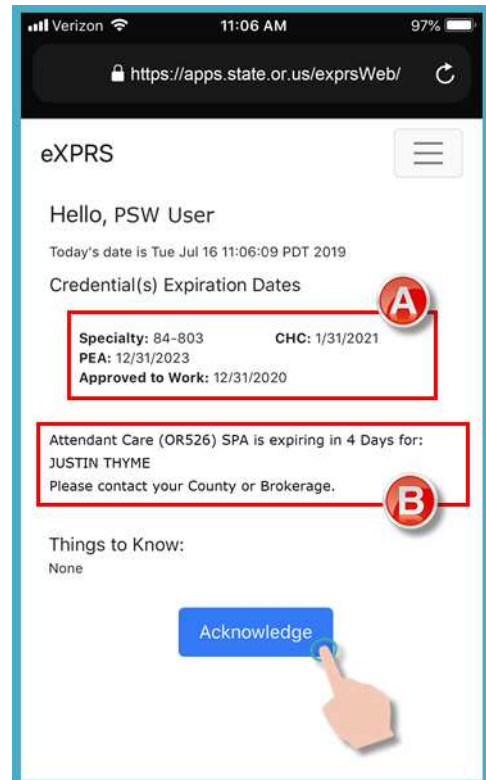 Verizon 11:06 AM 97%
https://apps.state.or.us/exprsWeb/
eXPRS
Hello, PSW User
Today's date is Tue Jul 16 11:06:09 PDT 2019
Credential(s) Expiration Dates
A
Specialty: 84-803 CHC: 1/31/2021
PEA: 12/31/2023
Approved to Work: 12/31/2020
Attendant Care (OR526) SPA is expiring in 4 Days for:
JUSTIN THYME
Please contact your County or Brokerage.
B
Things to Know:
None
Acknowledge